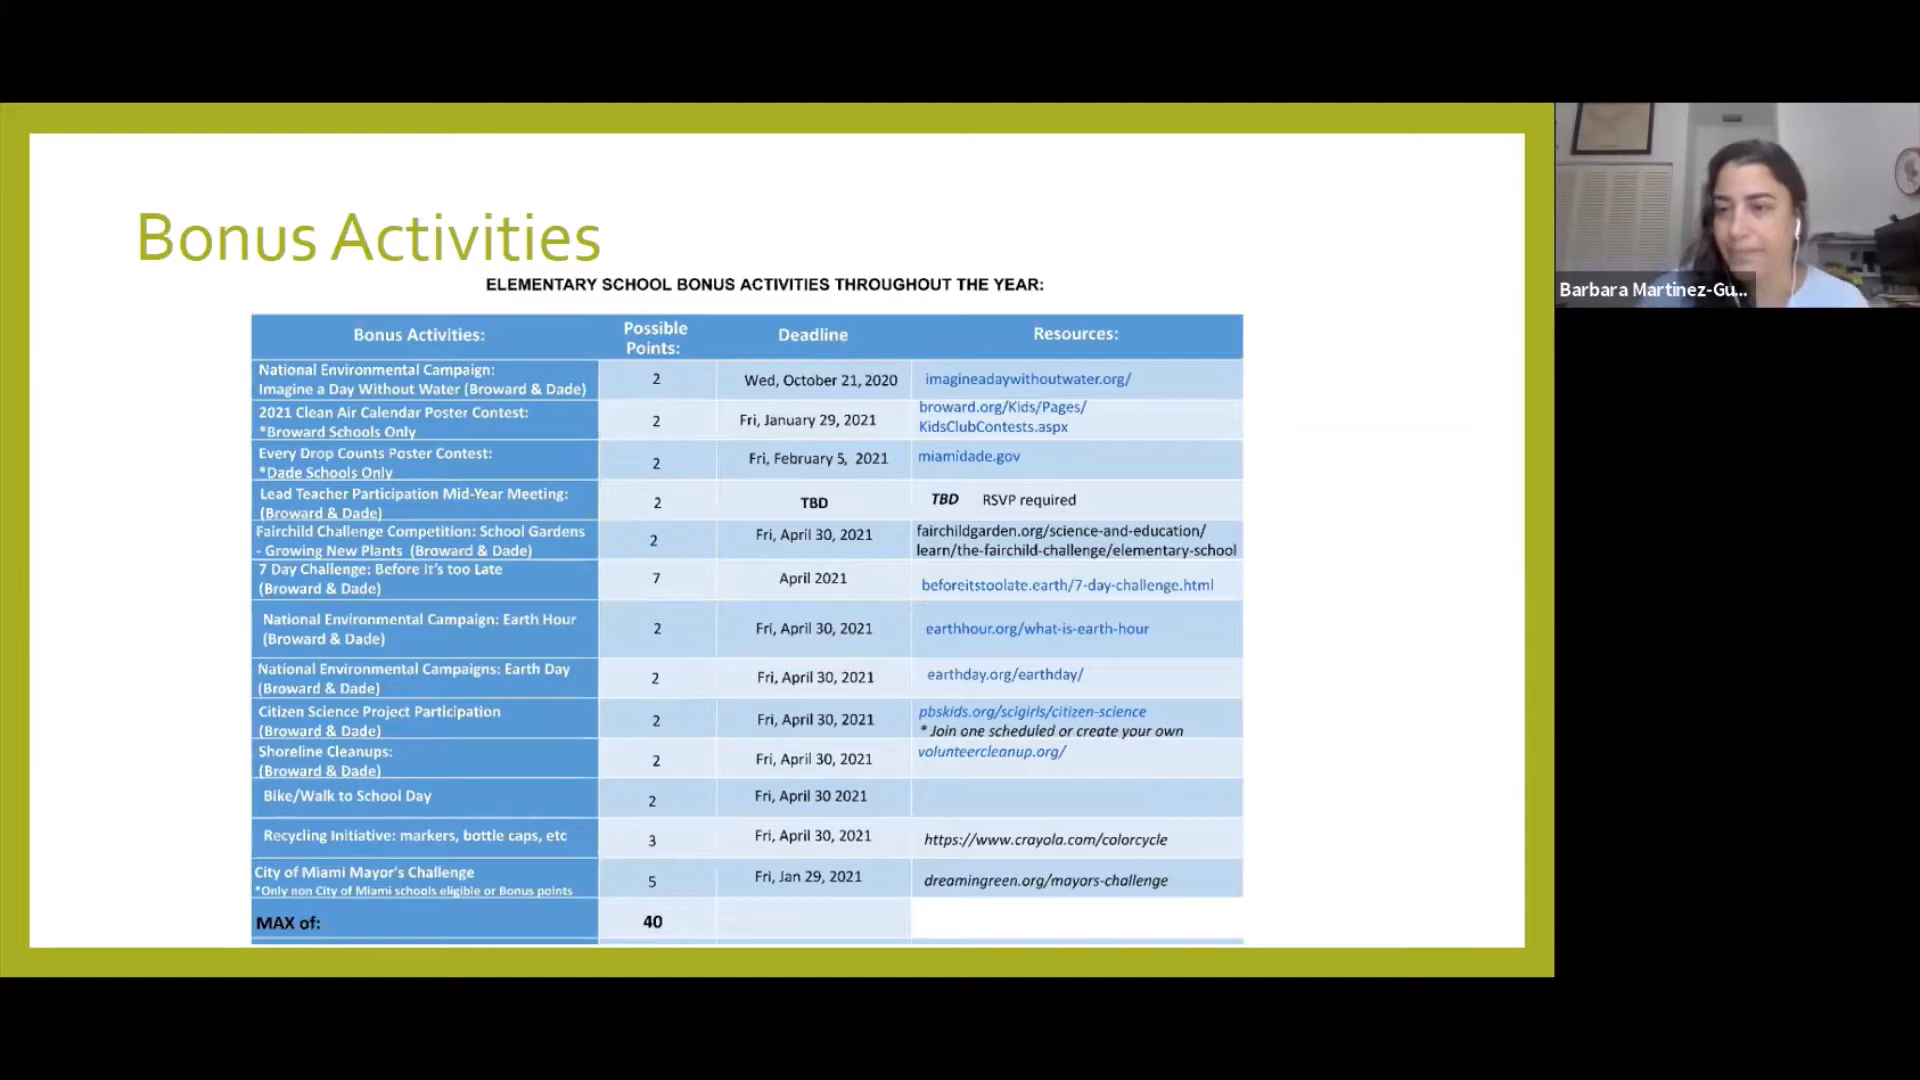 Bonus Activities
ELEMENTARY SCHOOL BONUS ACTIVITIES THROUGHOUT THE YEAR:
Bonus Activities: Possible Points: Deadline Resources:
National Environmental Campaign:
Imagine a Day Without Water (Broward & Dade) 2 Wed, October 21, 2020 imagineadaywithoutwater.org/
2021 Clean Air Calendar Poster Contest:
*Broward Schools Only 2 Fri, January 29, 2021 broward.org/Kids/Pages/
KidsClubContests.aspx
Every Drop Counts Poster Contest:
*Dade Schools Only 2 Fri, February 5, 2021 miamidade.gov
Lead Teacher Participation Mid-Year Meeting:
(Broward & Dade) 2 TBD TBD RSVP required
Fairchild Challenge Competition: School Gardens
- Growing New Plants (Broward & Dade) 2 Fri, April 30, 2021 fairchildgarden.org/science-and-education/
learn/the-fairchild-challenge/elementary-school
7 Day Challenge: Before It's too Late
(Broward & Dade) 7 April 2021 beforeitstoolate.earth/7-day-challenge.html
National Environmental Campaign: Earth Hour
(Broward & Dade) 2 Fri, April 30, 2021 earthhour.org/what-is-earth-hour
National Environmental Campaigns: Earth Day
(Broward & Dade) 2 Fri, April 30, 2021 earthday.org/earthday/
Citizen Science Project Participation
(Broward & Dade) 2 Fri, April 30, 2021 pbskids.org/scigirls/citizen-science
* Join one scheduled or create your own
Shoreline Cleanups:
(Broward & Dade) 2 Fri, April 30, 2021 volunteercleanup.org/
Bike/Walk to School Day 2 Fri, April 30 2021
Recycling Initiative: markers, bottle caps, etc 3 Fri, April 30, 2021 https://www.crayola.com/colorcycle
City of Miami Mayor's Challenge
*Only non City of Miami schools eligible or Bonus points 5 Fri, Jan 29, 2021 dreamingreen.org/mayors-challenge
MAX of: 40
Barbara Martinez-Gu...